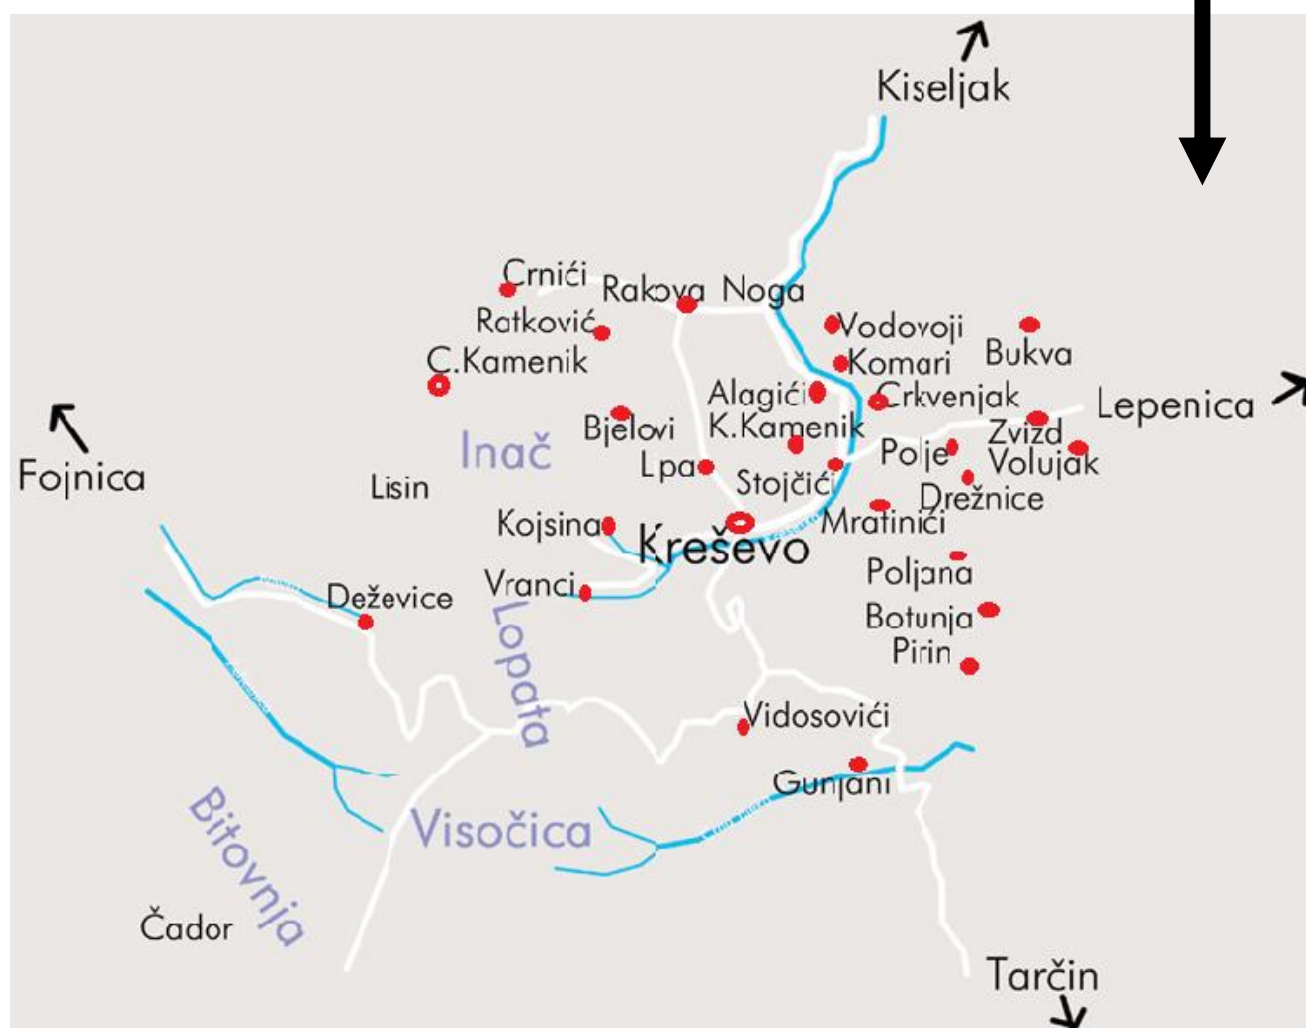 Kiseljak
Crnići
Rakova Noga
Ratković
Vodovoji
Bukva
C.Kamenik
Komari
Alagići
Crkvenjak
Lepenica
Bjelovi
K.Kamenik
Zvizd
Inač
Lpa
Polje
Volujak
Fojnica
Lisin
Stojčići
Drežnice
Kojsina
Kreševo
Mratinići
Vranci
Poljana
Deževice
Botunja
Lopata
Pirin
Vidosovići
Gunjani
Bitovnja
Visočica
Čador
Tarčin